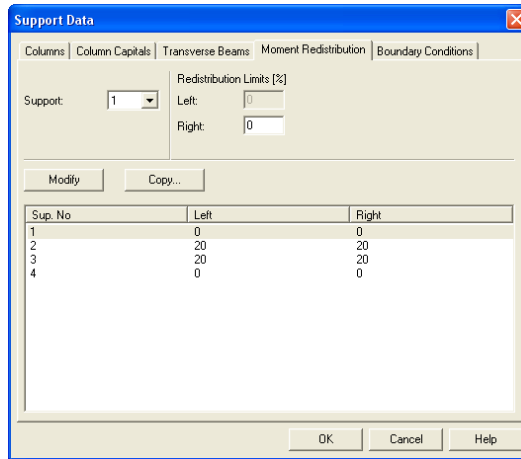 Support Data
Columns Column Capitals Transverse Beams Moment Redistribution Boundary Conditions
Redistribution Limits [%]
Support: 1 Left: 0
Right: 0
Modify Copy...
Sup. No Left Right
1 0 0
2 20 20
3 20 20
4 0 0
OK Cancel Help